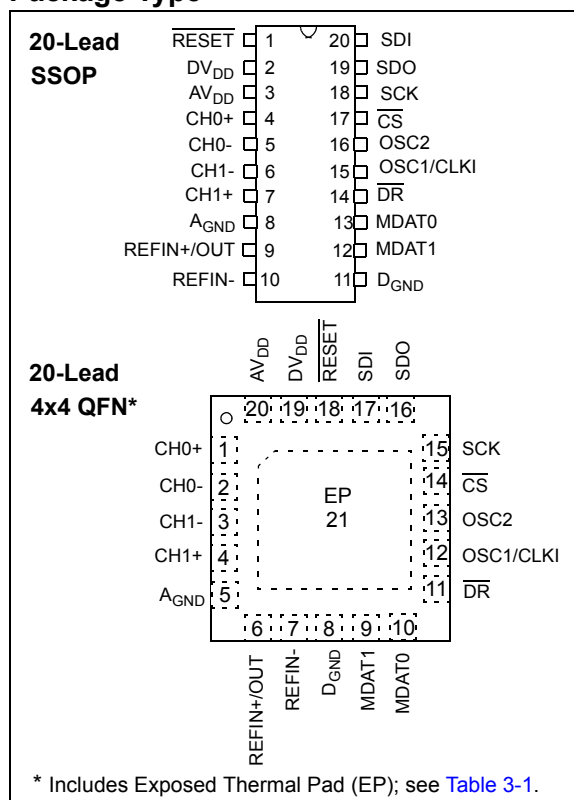 Package Type
20-Lead
SSOP
RESET 1 20 SDI
DVDD 2 19 SDO
AVDD 3 18 SCK
CH0+ 4 17 CS
CH0- 5 16 OSC2
CH1- 6 15 OSC1/CLKI
CH1+ 7 14 DR
AGND 8 13 MDAT0
REFIN+/OUT 9 12 MDAT1
REFIN- 10 11 DGND
20-Lead
4x4 QFN*
AVDD DVDD RESET SDI SDO
20 19 18 17 16
CH0+ 1 15 SCK
CH0- 2 14 CS
EP
21
CH1- 3 13 OSC2
CH1+ 4 12 OSC1/CLKI
AGND 5 11 DR
6 7 8 9 10
REFIN+/OUT REFIN- DGND MDAT1 MDAT0
* Includes Exposed Thermal Pad (EP); see Table 3-1.